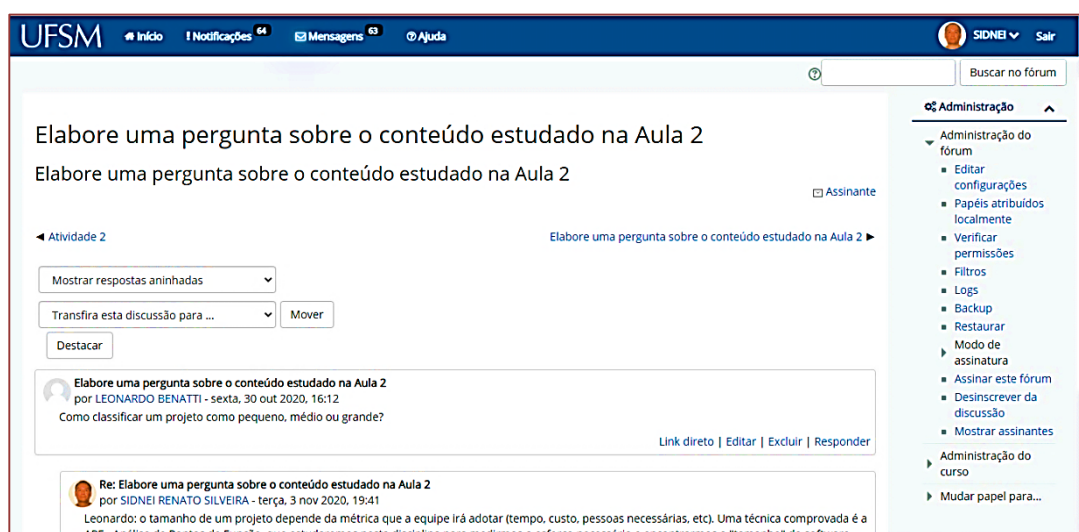 UFSM Início Notificações 64 Mensagens 63 Ajuda SIDNEI Sair
Buscar no fórum
Elabore uma pergunta sobre o conteúdo estudado na Aula 2
Elabore uma pergunta sobre o conteúdo estudado na Aula 2
Assinante
◄ Atividade 2
Elabore uma pergunta sobre o conteúdo estudado na Aula 2 ►
Mostrar respostas aninhadas
Transfira esta discussão para ... Mover
Destacar
Elabore uma pergunta sobre o conteúdo estudado na Aula 2
por LEONARDO BENATTI - sexta, 30 out 2020, 16:12
Como classificar um projeto como pequeno, médio ou grande?
Link direto | Editar | Excluir | Responder
Re: Elabore uma pergunta sobre o conteúdo estudado na Aula 2
por SIDNEI RENATO SILVEIRA - terça, 3 nov 2020, 19:41
Leonardo: o tamanho de um projeto depende da métrica que a equipe irá adotar (tempo, custo, pessoas necessárias, etc). Uma técnica comprovada é a
Administração
Administração do
fórum
Editar
configurações
Papéis atribuídos
localmente
Verificar
permissões
Filtros
Logs
Backup
Restaurar
Modo de
assinatura
Assinar este fórum
Desinscrever da
discussão
Mostrar assinantes
Administração do
curso
Mudar papel para...